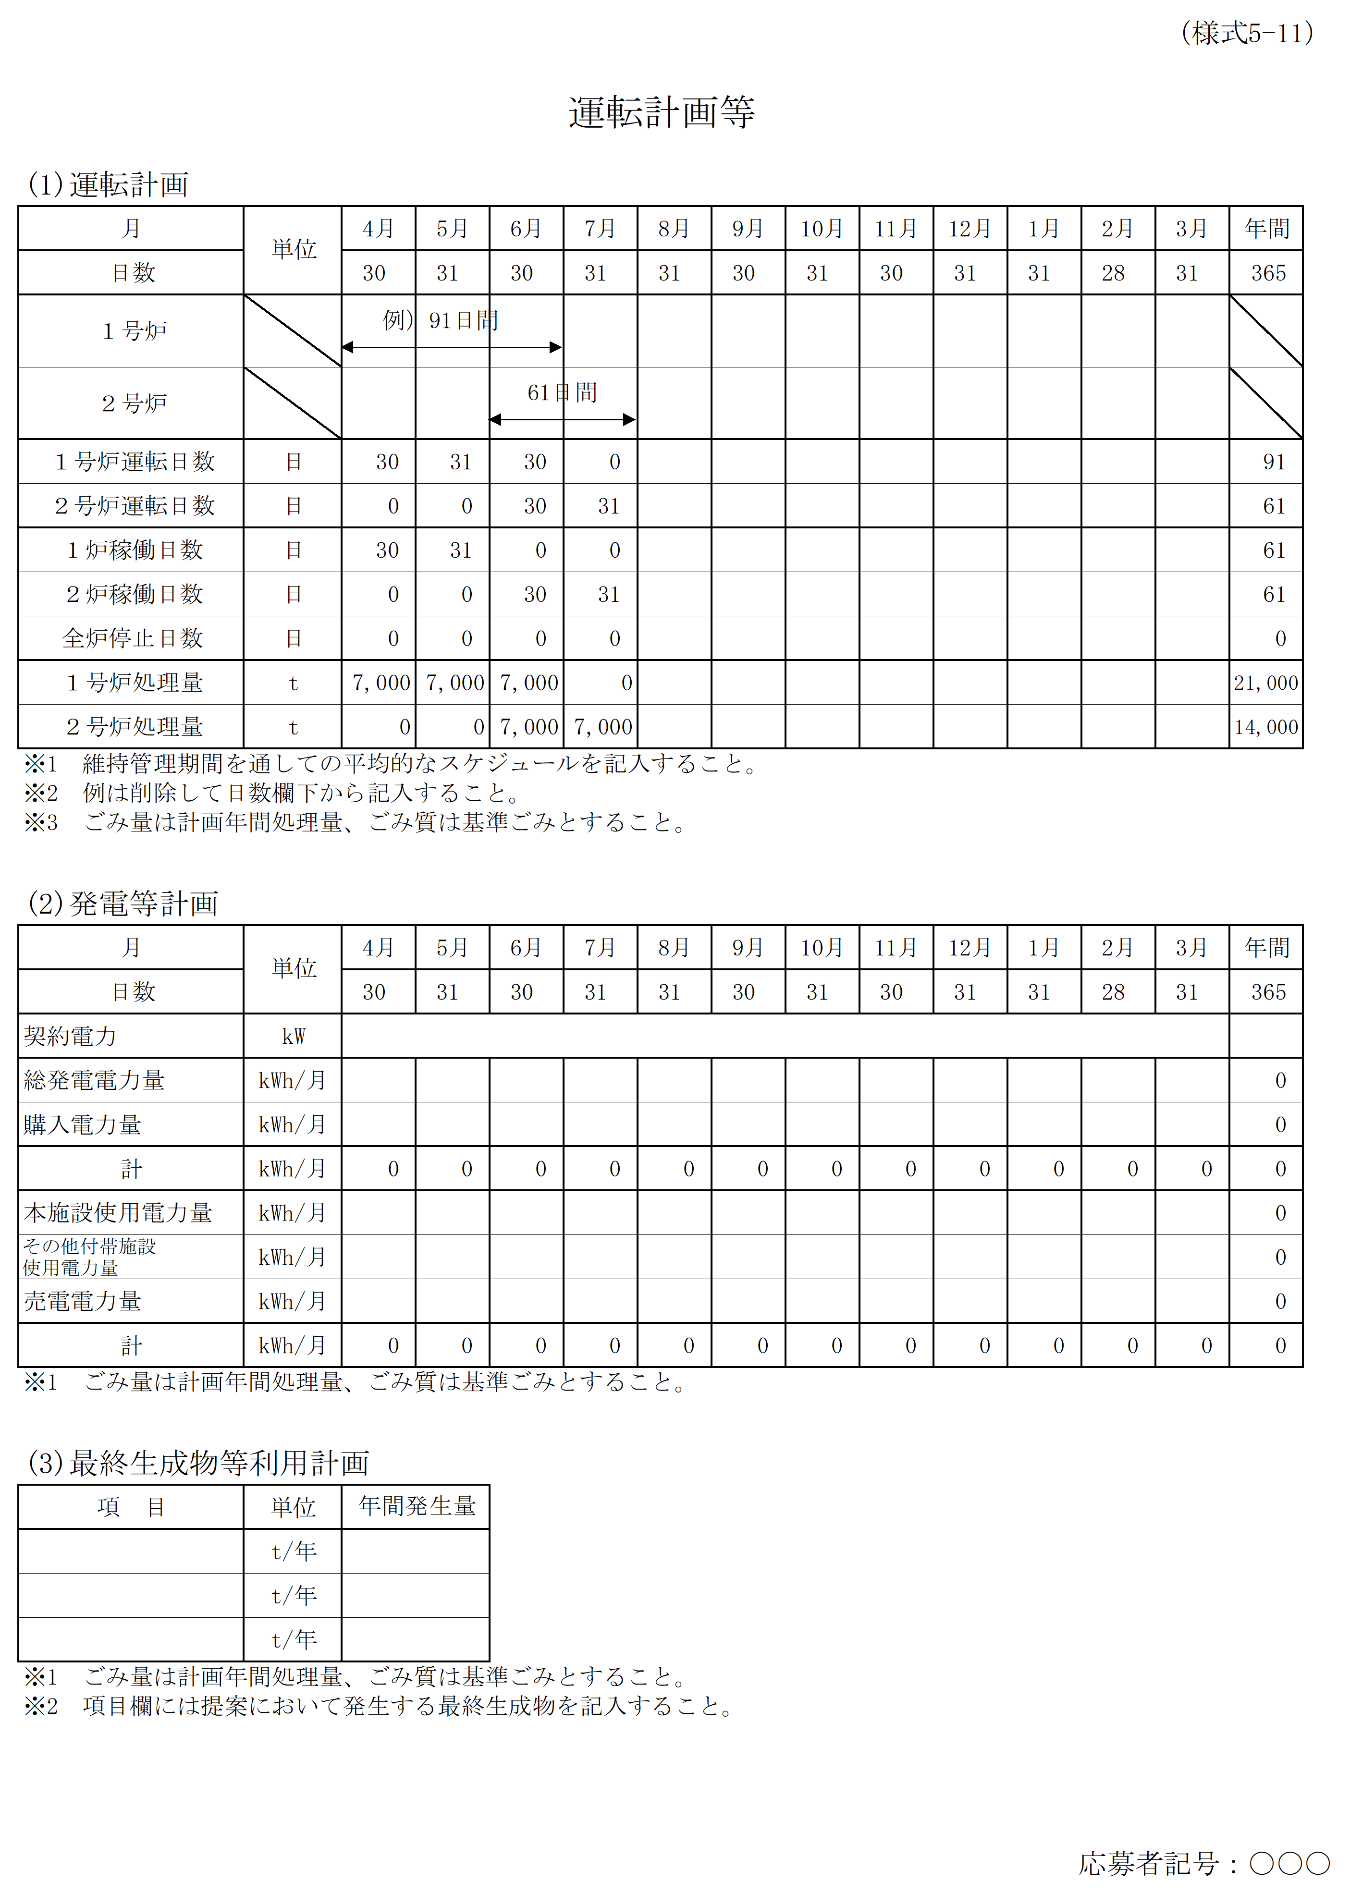 (様式5-11)
運転計画等
(1)運転計画
月 単位 4月 5月 6月 7月 8月 9月 10月 11月 12月 1月 2月 3月 年間
日数 30 31 30 31 31 30 31 30 31 31 28 31 365
１号炉 例) 91日間
２号炉 61日間
１号炉運転日数 日 30 31 30 0 91
２号炉運転日数 日 0 0 30 31 61
１炉稼働日数 日 30 31 0 0 61
２炉稼働日数 日 0 0 30 31 61
全炉停止日数 日 0 0 0 0 0
１号炉処理量 t 7,000 7,000 7,000 0 21,000
２号炉処理量 t 0 0 7,000 7,000 14,000
※1 維持管理期間を通しての平均的なスケジュールを記入すること。
※2 例は削除して日数欄下から記入すること。
※3 ごみ量は計画年間処理量、ごみ質は基準ごみとすること。
(2)発電等計画
月 単位 4月 5月 6月 7月 8月 9月 10月 11月 12月 1月 2月 3月 年間
日数 30 31 30 31 31 30 31 30 31 31 28 31 365
契約電力 kW
総発電電力量 kWh/月 0
購入電力量 kWh/月 0
計 kWh/月 0 0 0 0 0 0 0 0 0 0 0 0 0
本施設使用電力量 kWh/月 0
その他付帯施設
使用電力量 kWh/月 0
売電電力量 kWh/月 0
計 kWh/月 0 0 0 0 0 0 0 0 0 0 0 0 0
※1 ごみ量は計画年間処理量、ごみ質は基準ごみとすること。
(3)最終生成物等利用計画
項 目 単位 年間発生量
t/年
t/年
t/年
※1 ごみ量は計画年間処理量、ごみ質は基準ごみとすること。
※2 項目欄には提案において発生する最終生成物を記入すること。
応募者記号：〇〇〇